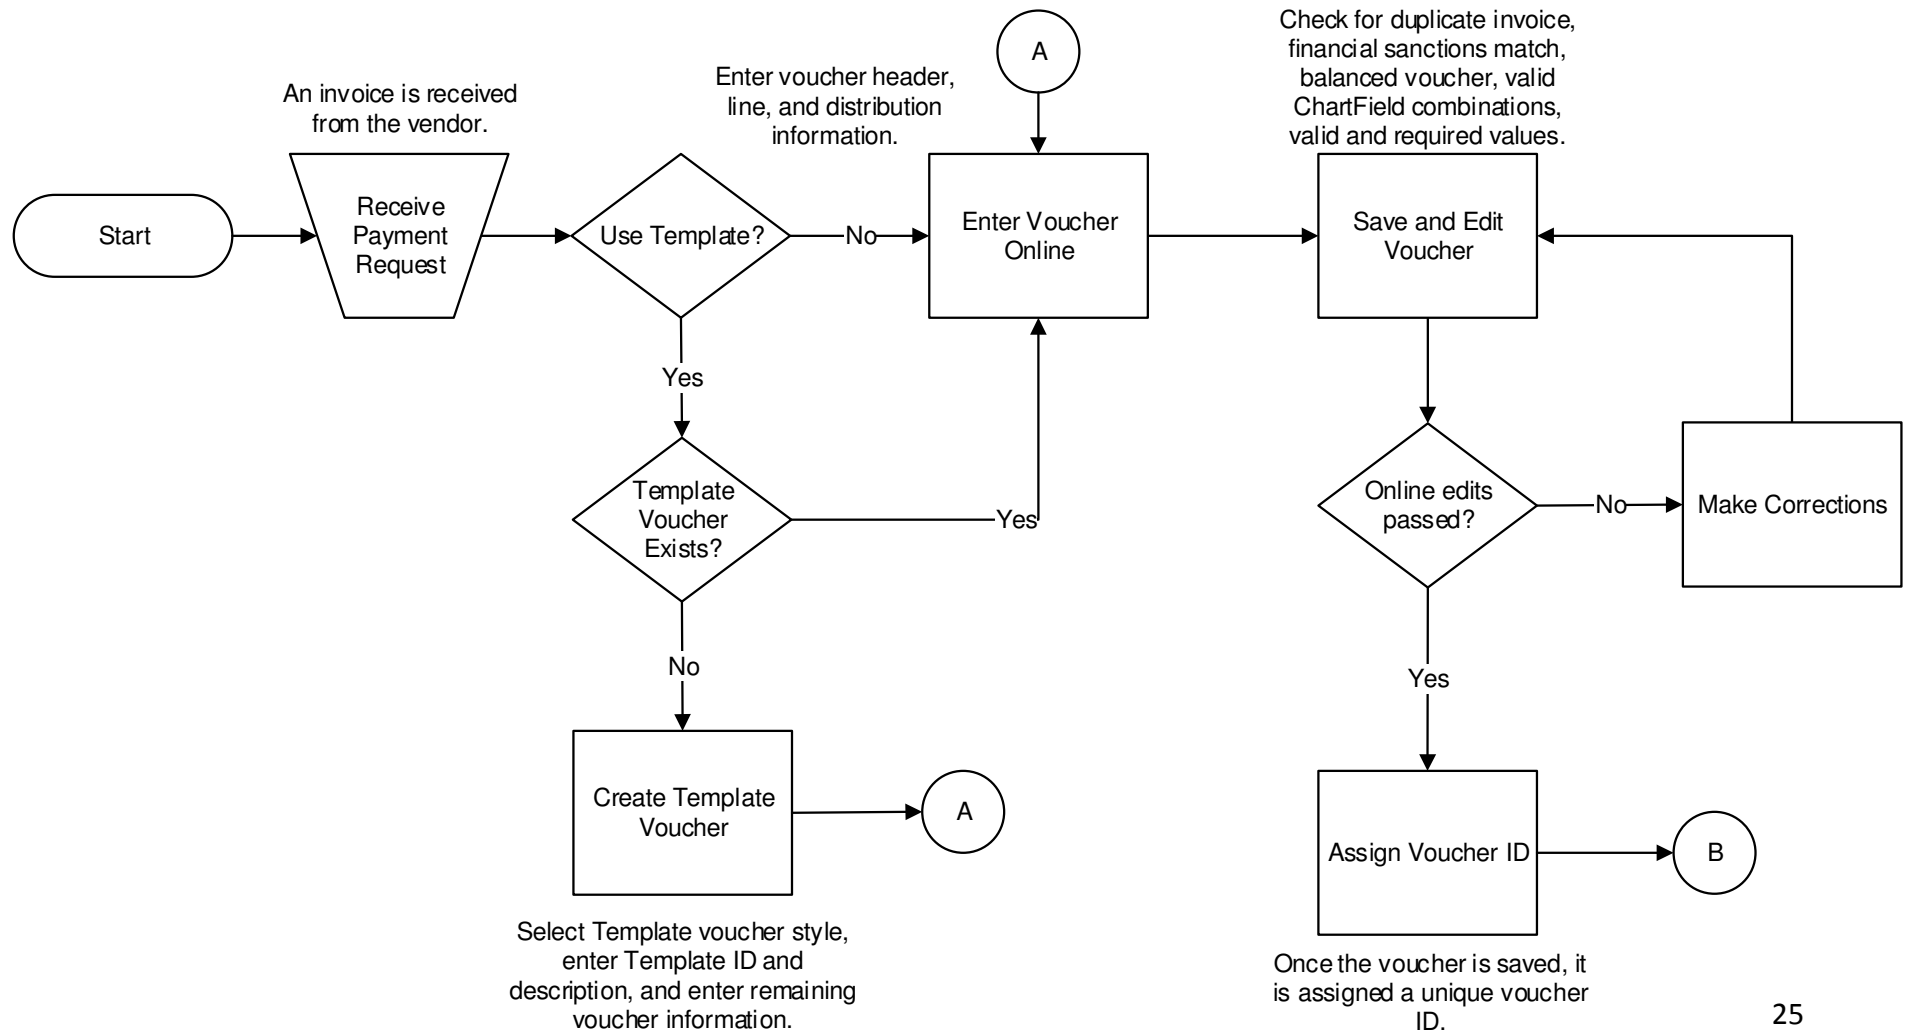 Start
An invoice is received
from the vendor.
Receive
Payment
Request
Use Template?
No
Yes
Template
Voucher
Exists?
Yes
No
Create Template
Voucher
Select Template voucher style,
enter Template ID and
description, and enter remaining
voucher information.
A
A
Enter voucher header,
line, and distribution
information.
Enter Voucher
Online
Check for duplicate invoice,
financial sanctions match,
balanced voucher, valid
ChartField combinations,
valid and required values.
Save and Edit
Voucher
Online edits
passed?
No
Make Corrections
Yes
Assign Voucher ID
B
Once the voucher is saved, it
is assigned a unique voucher
ID.
25